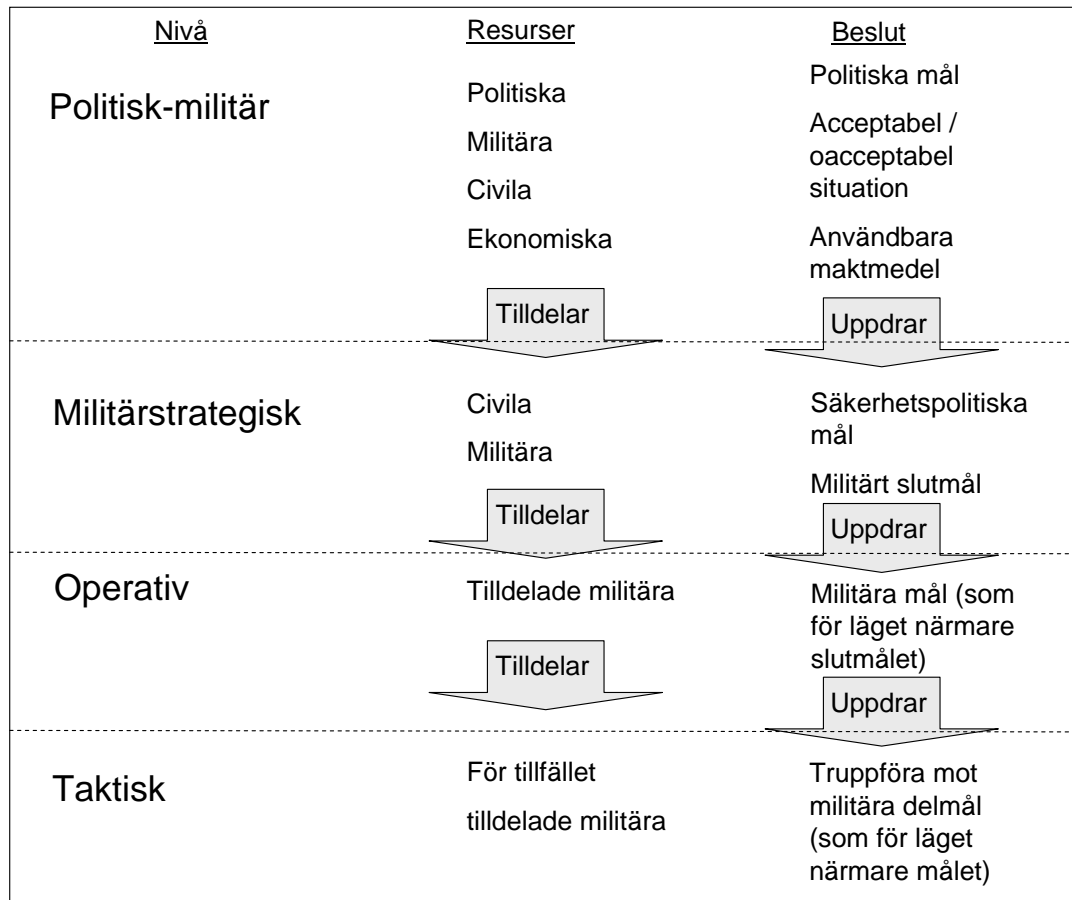 Nivå
Resurser
Beslut
Politisk-militär
Politiska
Militära
Civila
Ekonomiska
Politiska mål
Acceptabel /
oacceptabel
situation
Användbara
maktmedel
Tilldelar
Uppdrar
Militärstrategisk
Civila
Militära
Säkerhetspolitiska
mål
Militärt slutmål
Tilldelar
Uppdrar
Operativ
Tilldelade militära
Militära mål (som
för läget närmare
slutmålet)
Tilldelar
Uppdrar
Taktisk
För tillfället
tilldelade militära
Truppföra mot
militära delmål
(som för läget
närmare målet)